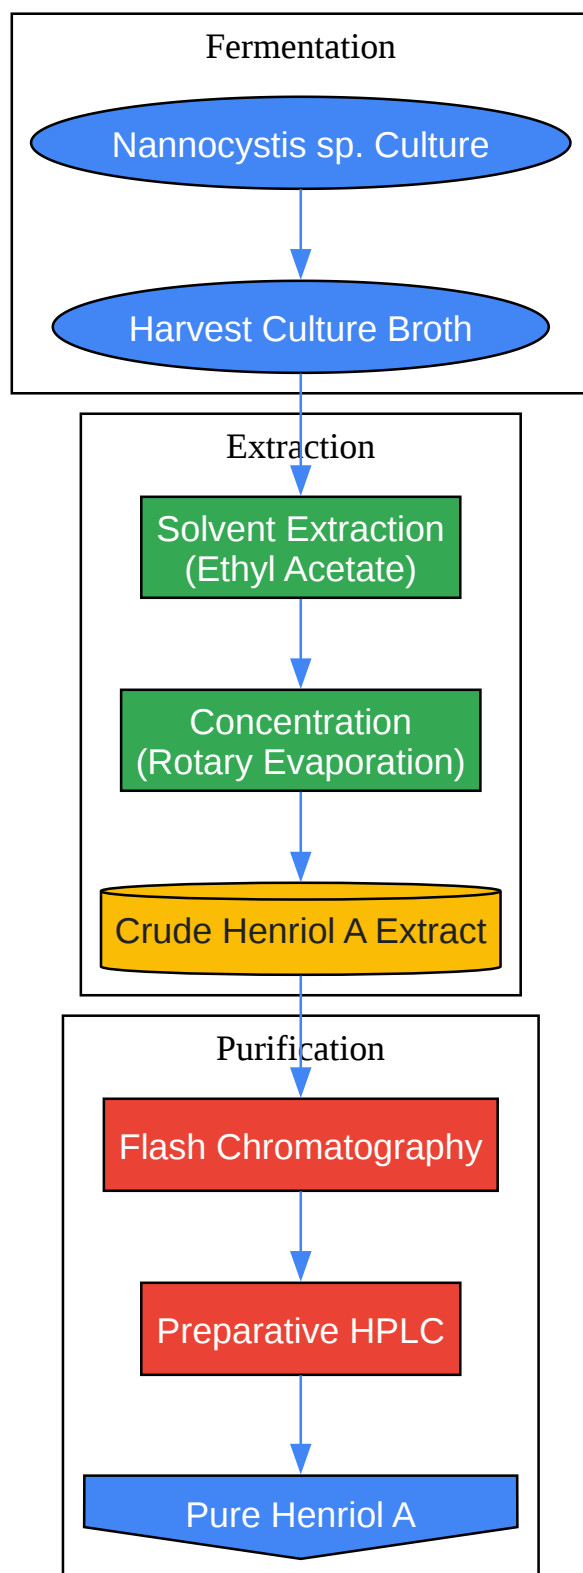 Fermentation
Nannocystis sp. Culture
Harvest Culture Broth
Extraction
Solvent Extraction
(Ethyl Acetate)
Concentration
(Rotary Evaporation)
Crude Henriol A Extract
Purification
Flash Chromatography
Preparative HPLC
Pure Henriol A